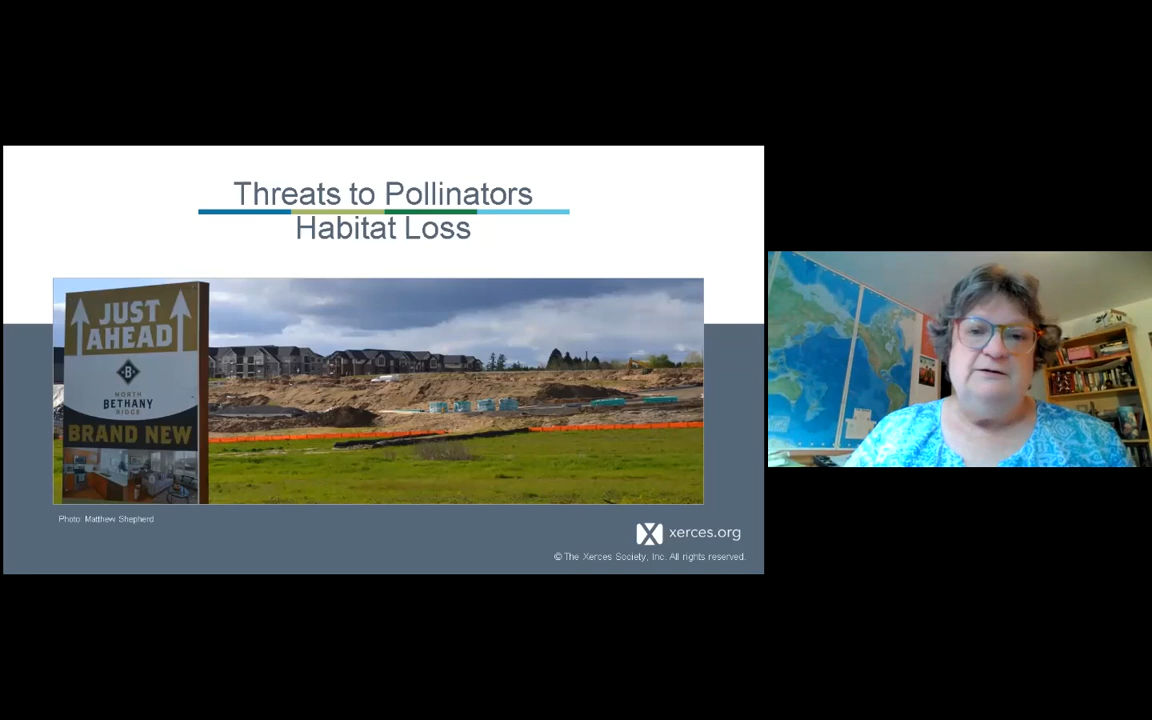 Threats to Pollinators
Habitat Loss
JUST
AHEAD
B
NORTH
BETHANY
RIDGE
BRAND NEW
Photo: Matthew Shepherd
xerces.org
© The Xerces Society, Inc. All rights reserved.